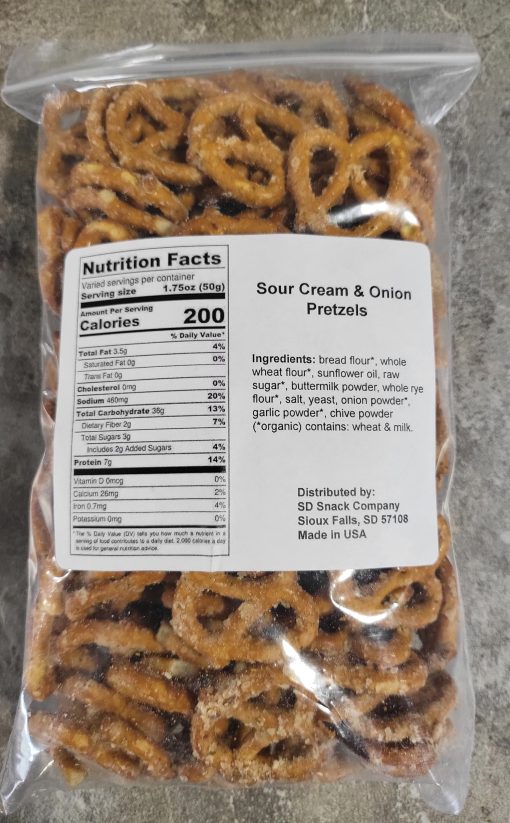 Nutrition Facts
Varied servings per container
Serving size 1.75oz (50g)
Amount Per Serving
Calories 200
% Daily Value*
Total Fat 3.5g 4%
Saturated Fat 0g 0%
Trans Fat 0g
Cholesterol 0mg 0%
Sodium 460mg 20%
Total Carbohydrate 36g 13%
Dietary Fiber 2g 7%
Total Sugars 3g
Includes 2g Added Sugars 4%
Protein 7g 14%
Vitamin D 0mcg 0%
Calcium 26mg 2%
Iron 0.7mg 4%
Potassium 0mg 0%
*The % Daily Value (DV) tells you how much a nutrient in a
serving of food contributes to a daily diet. 2,000 calories a day
is used for general nutrition advice.
Sour Cream & Onion
Pretzels
Ingredients: bread flour*, whole
wheat flour*, sunflower oil, raw
sugar*, buttermilk powder, whole rye
flour*, salt, yeast, onion powder*,
garlic powder*, chive powder
(*organic) contains: wheat & milk.
Distributed by:
SD Snack Company
Sioux Falls, SD 57108
Made in USA